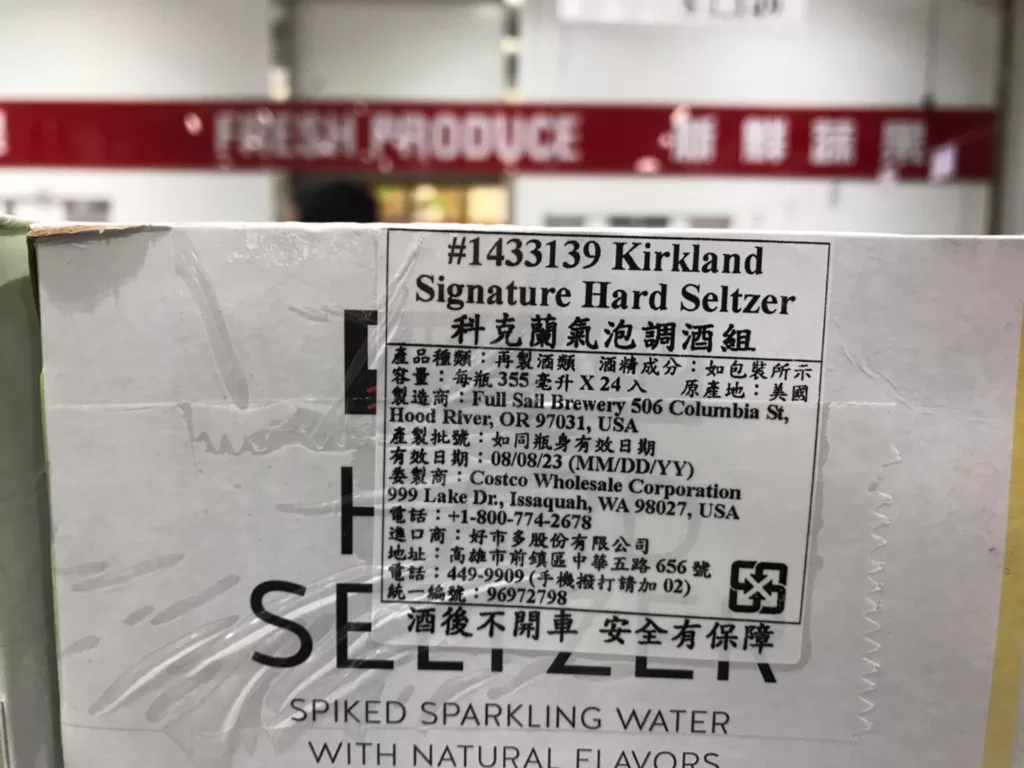 FRESH PRODUCE 新鮮蔬果
#1433139 Kirkland
Signature Hard Seltzer
科克蘭氣泡調酒組
產品種類：再製酒類 酒精成分：如包裝所示
容量：每瓶 355 毫升 X 24 入 原產地：美國
製造商：Full Sail Brewery 506 Columbia St,
Hood River, OR 97031, USA
產製批號：如同瓶身有效日期
有效日期：08/08/23 (MM/DD/YY)
委製商：Costco Wholesale Corporation
999 Lake Dr., Issaquah, WA 98027, USA
電話：+1-800-774-2678
進口商：好市多股份有限公司
地址：高雄市前鎮區中華五路 656 號
電話：449-9909 (手機撥打請加 02)
統一編號：96972798
酒後不開車 安全有保障
SELTZER
SPIKED SPARKLING WATER
WITH NATURAL FLAVORS